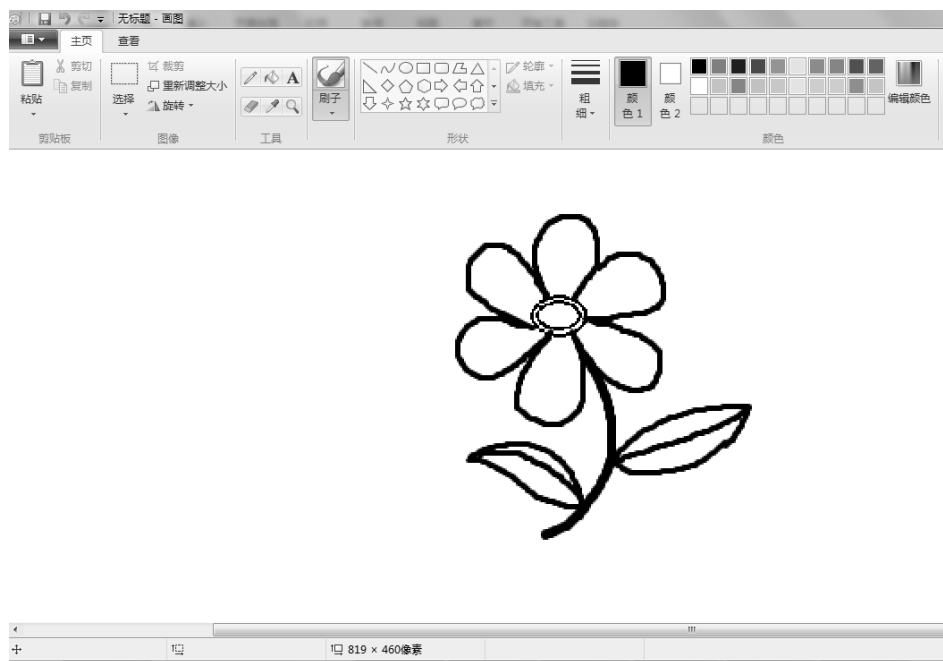 无标题 - 画图
主页 查看
粘贴
剪切
复制
剪贴板
选择
裁剪
重新调整大小
旋转
图像
A
工具
刷子
形状
轮廓
填充
粗
细
颜
色 1
颜
色 2
颜色
编辑颜色
819 × 460像素